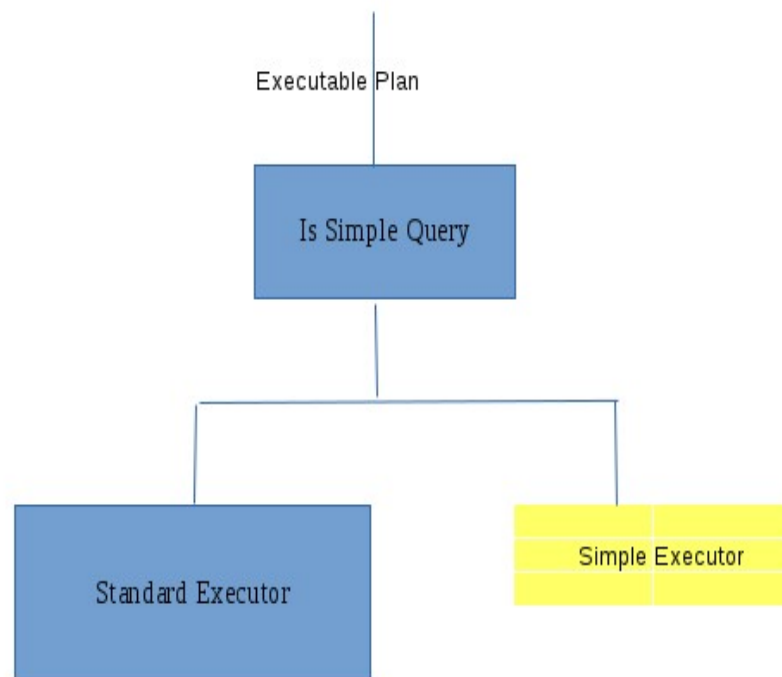 Executable Plan
Is Simple Query
Simple Executor
Standard Executor